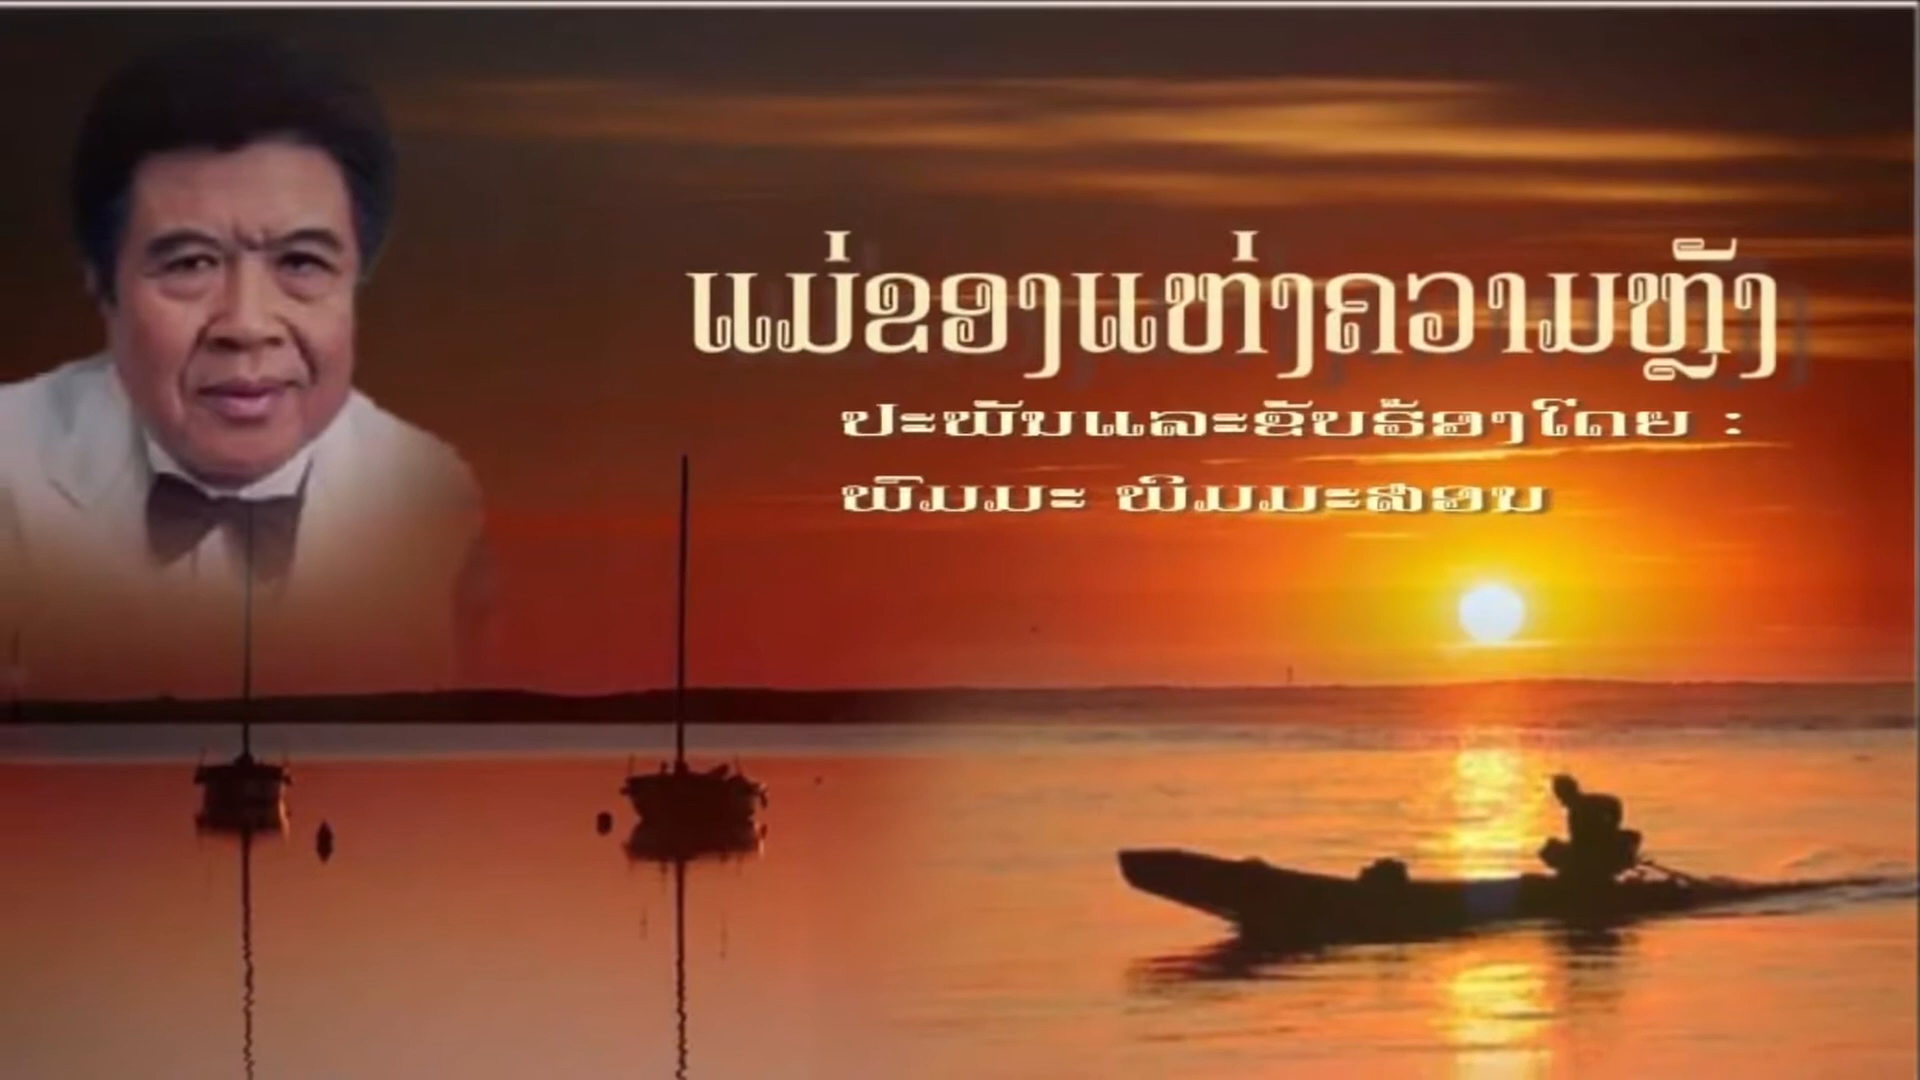 ແມ່ຂອງແຫ່ງຄວາມຫຼັງ
ປະພັນແລະຂັບຮ້ອງໂດຍ :
ພົມມະ ພິມມະສອນ